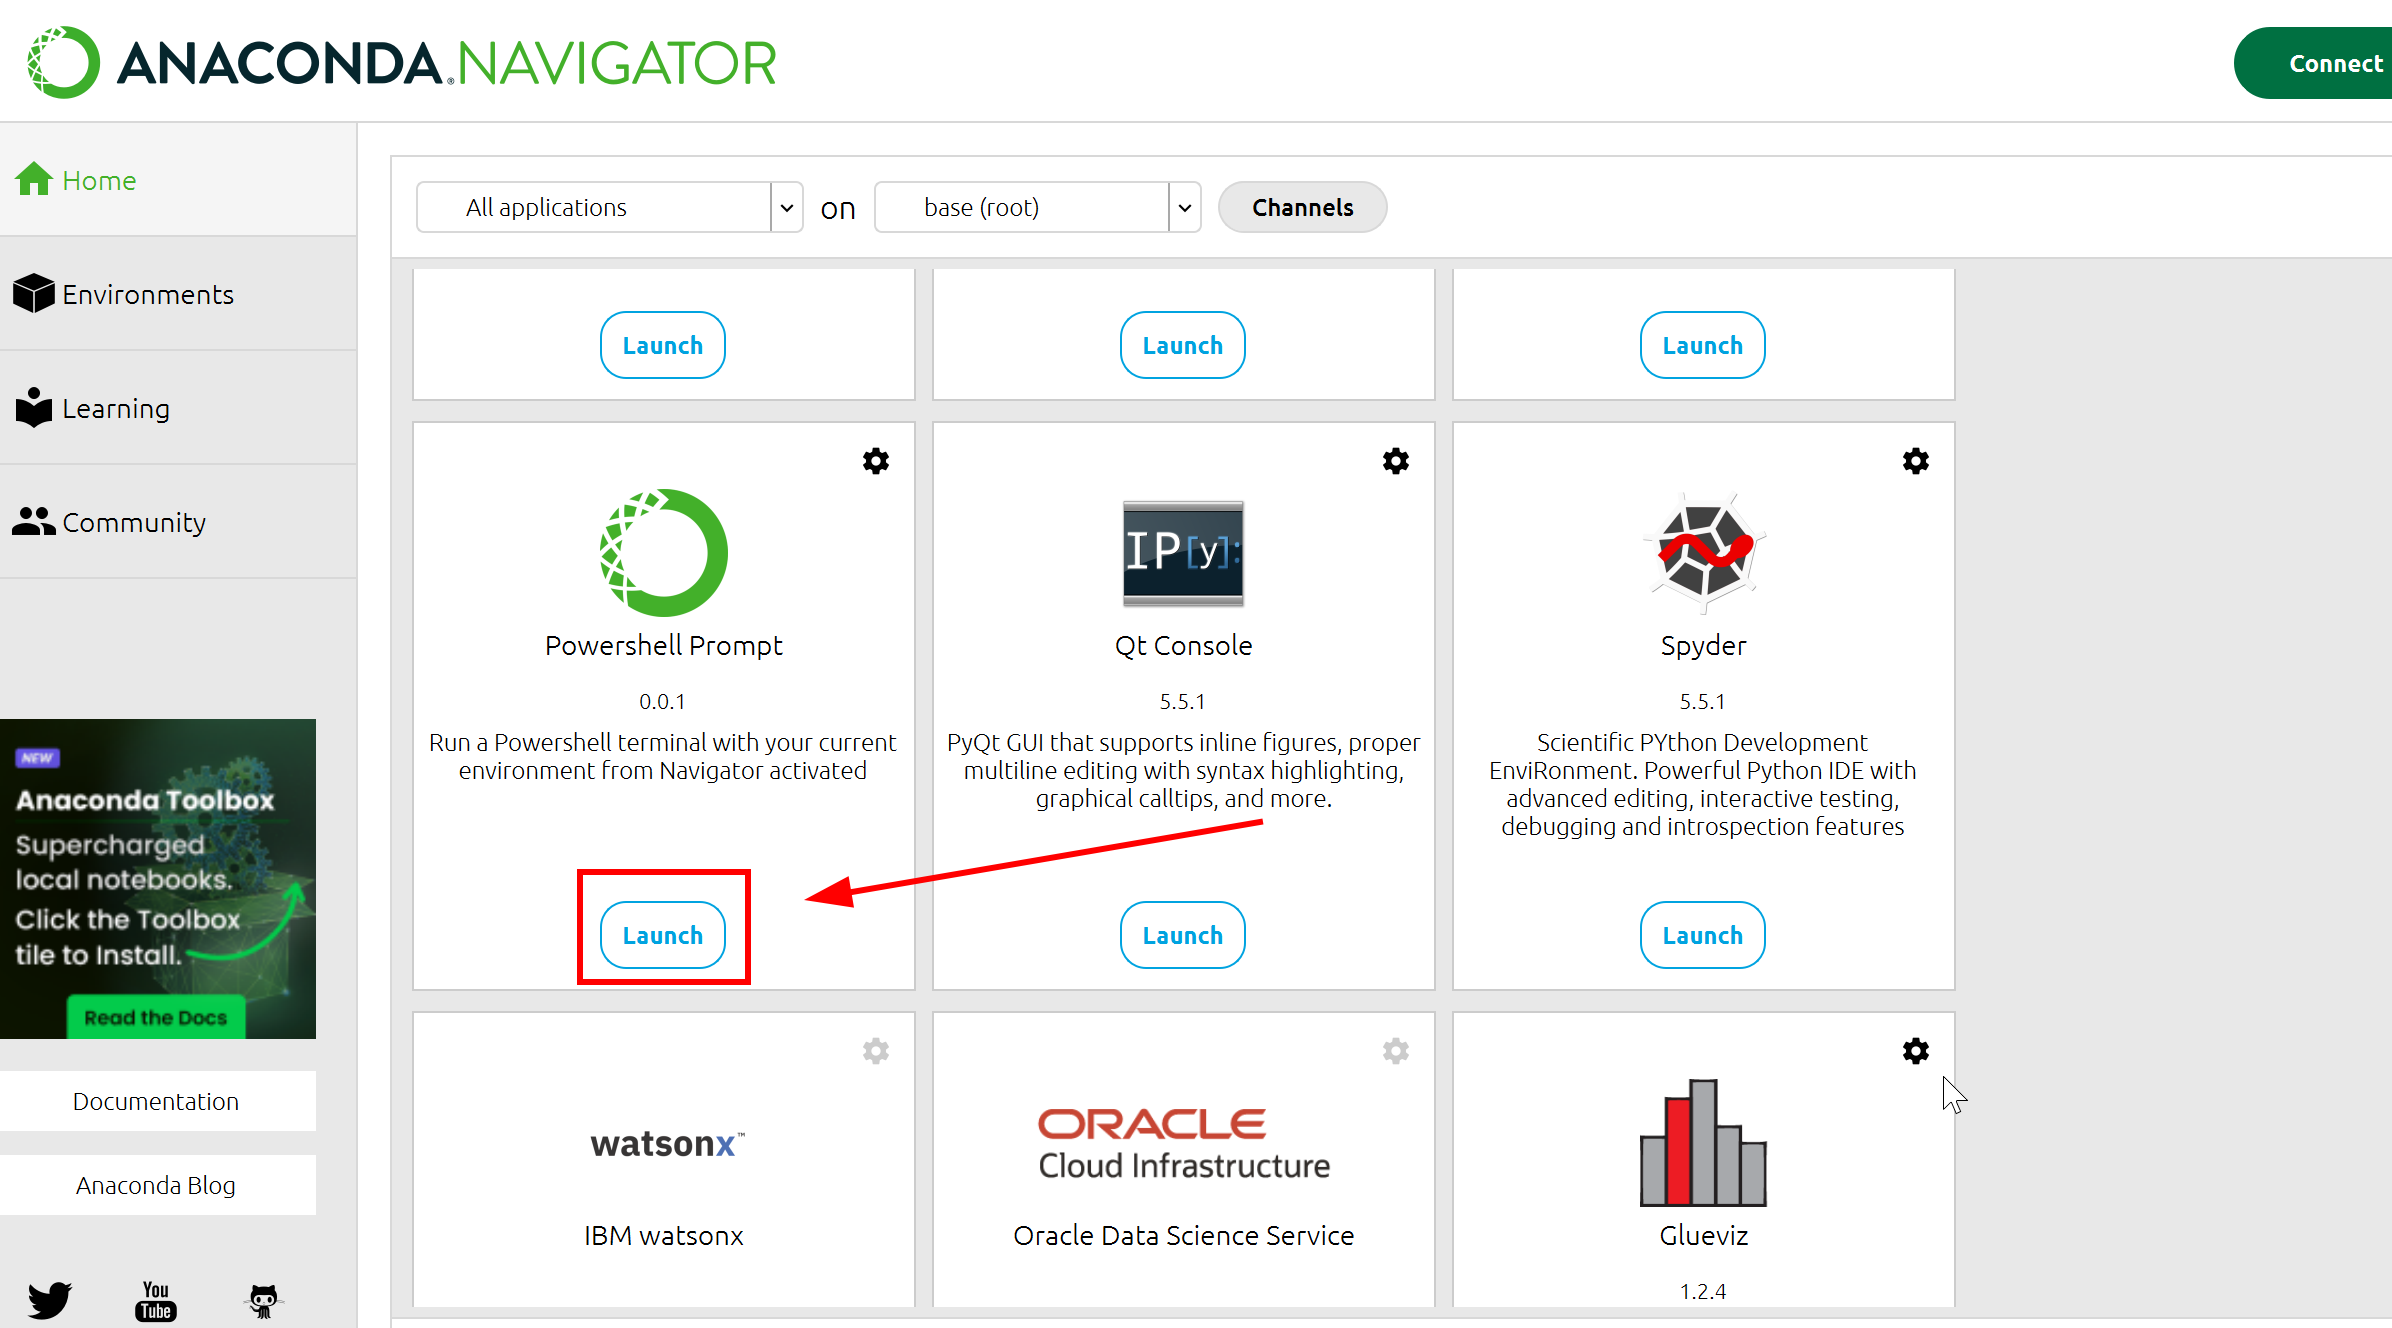 ANACONDA.NAVIGATOR
Connect
Home
Environments
Learning
Community
All applications
on
base (root)
Channels
Launch
Launch
Launch
Powershell Prompt
0.0.1
Run a Powershell terminal with your current
environment from Navigator activated
Launch
IP[y]:
Qt Console
5.5.1
PyQt GUI that supports inline figures, proper
multiline editing with syntax highlighting,
graphical calltips, and more.
Launch
Spyder
5.5.1
Scientific PYthon Development
EnviRonment. Powerful Python IDE with
advanced editing, interactive testing,
debugging and introspection features
Launch
watsonx™
IBM watsonx
ORACLE
Cloud Infrastructure
Oracle Data Science Service
Glueviz
1.2.4
NEW
Anaconda Toolbox
Supercharged
local notebooks.
Click the Toolbox
tile to Install.
Read the Docs
Documentation
Anaconda Blog
You
Tube